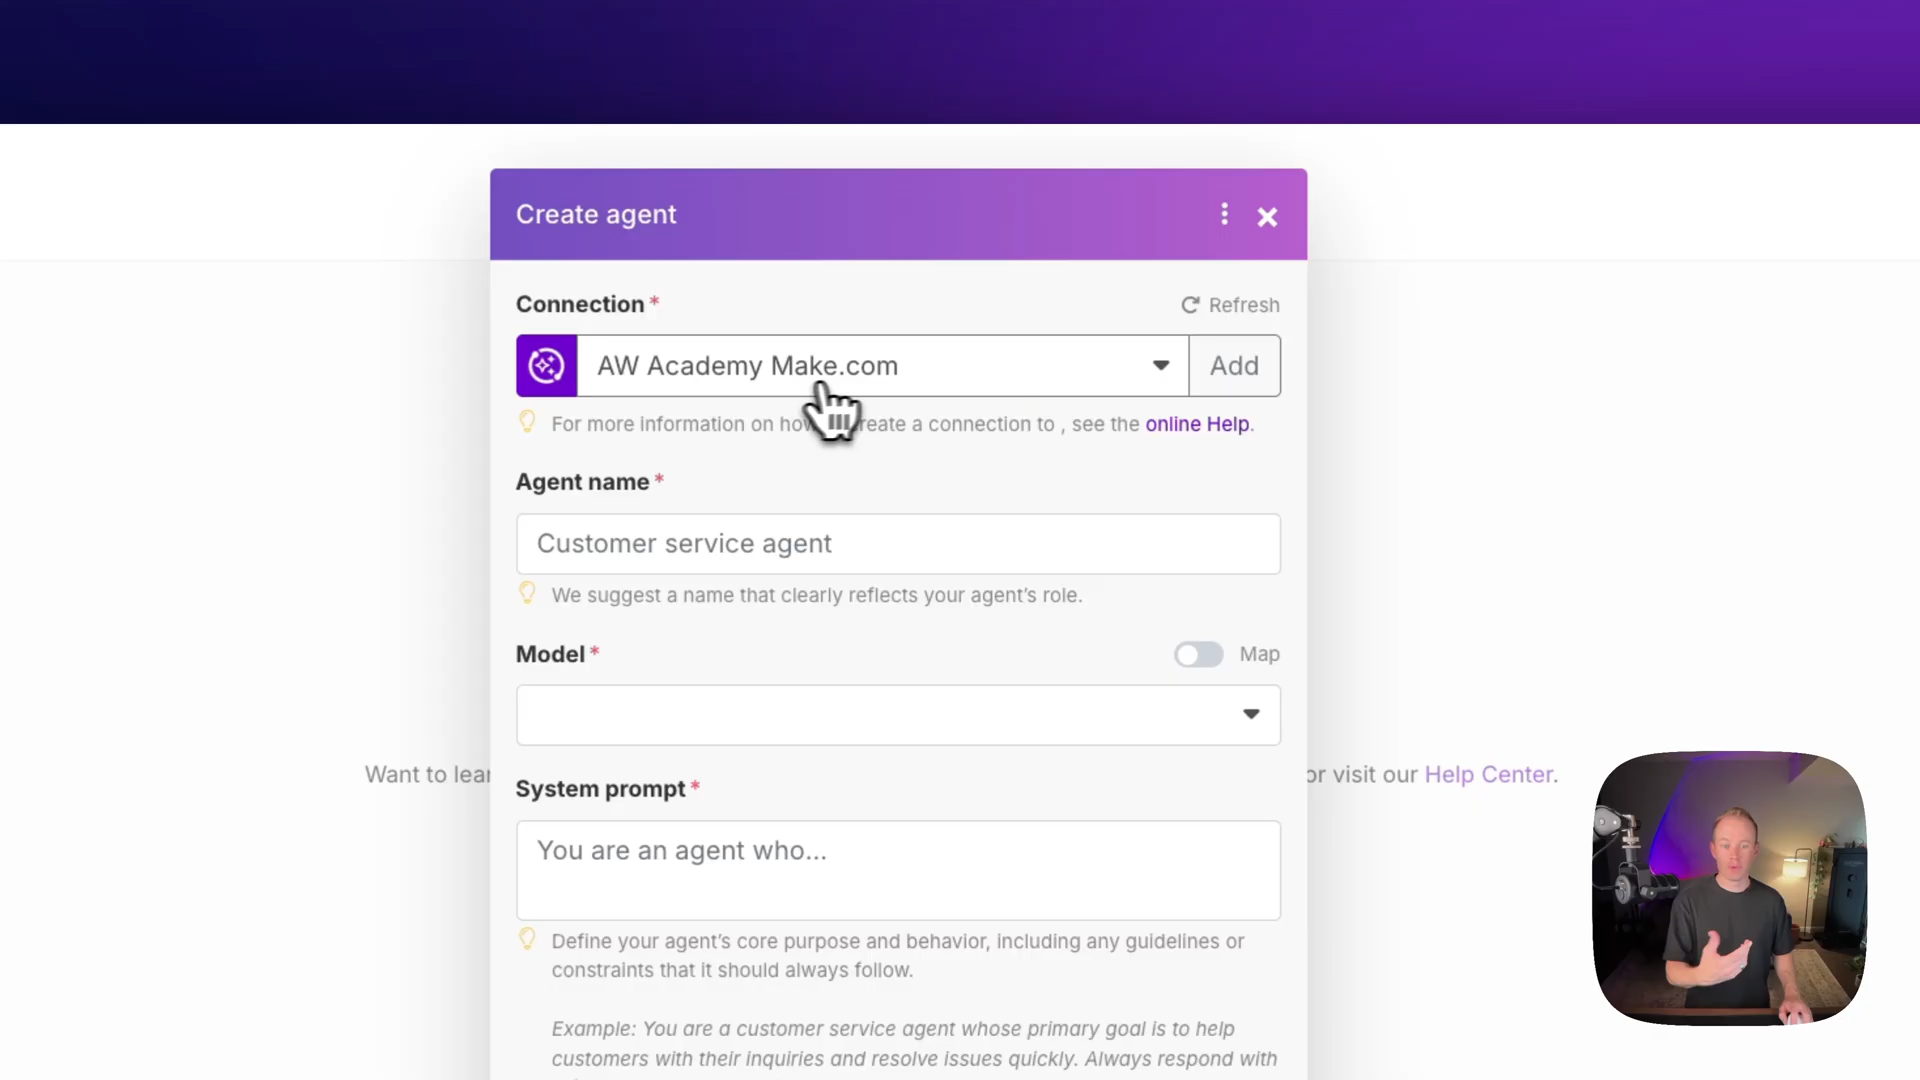 Create agent
Connection *
Refresh
AW Academy Make.com
Add
For more information on how reate a connection to , see the online Help.
Agent name *
Customer service agent
We suggest a name that clearly reflects your agent's role.
Model *
Map
Want to lear
or visit our Help Center.
System prompt *
You are an agent who...
Define your agent's core purpose and behavior, including any guidelines or
constraints that it should always follow.
Example: You are a customer service agent whose primary goal is to help
customers with their inquiries and resolve issues quickly. Always respond with